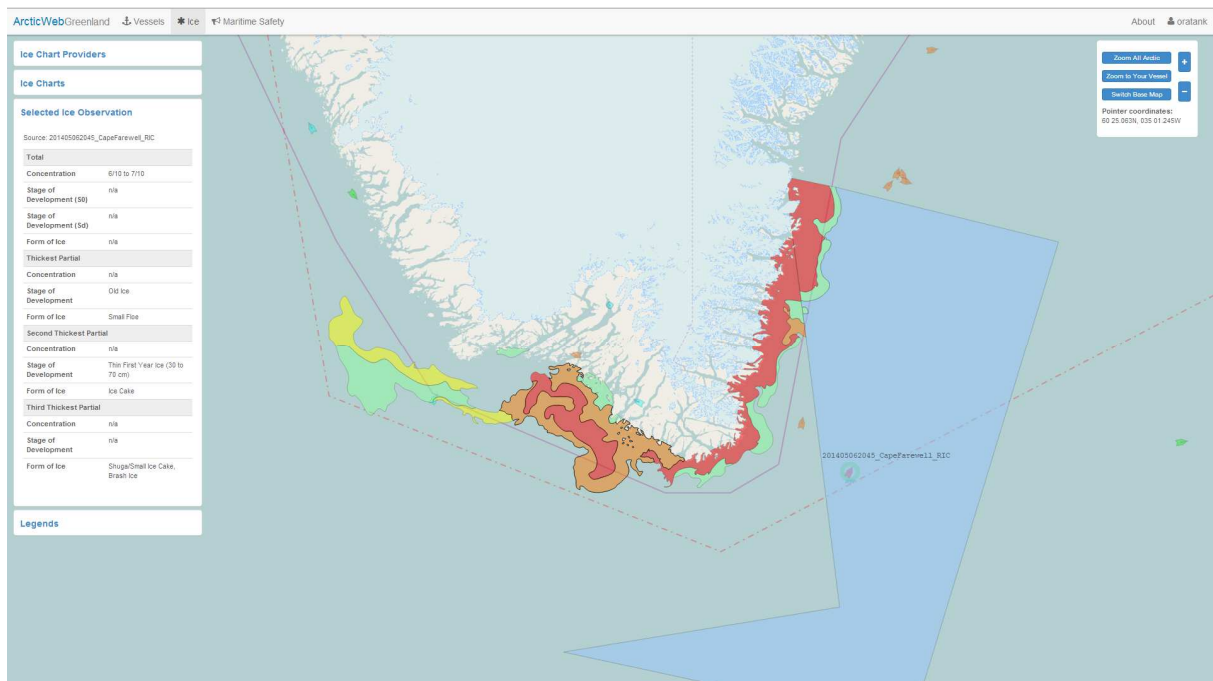 ArcticWebGreenland Vessels Ice Maritime Safety About oratank
Ice Chart Providers
Ice Charts
Selected Ice Observation
Source: 201405062045_CapeFarewell_RIC
Total
Concentration 6/10 to 7/10
Stage of n/a
Development (S0)
Stage of n/a
Development (Sd)
Form of Ice n/a
Thickest Partial
Concentration n/a
Stage of Old Ice
Development
Form of Ice Small Floe
Second Thickest Partial
Concentration n/a
Stage of Thin First Year Ice (30 to
Development 70 cm)
Form of Ice Ice Cake
Third Thickest Partial
Concentration n/a
Stage of n/a
Development
Form of Ice Shuga/Small Ice Cake,
Brash Ice
Legends
Zoom All Arctic +
Zoom to Your Vessel
Switch Base Map −
Pointer coordinates:
60 25.063N, 035 01.245W
201405062045_CapeFarewell_RIC